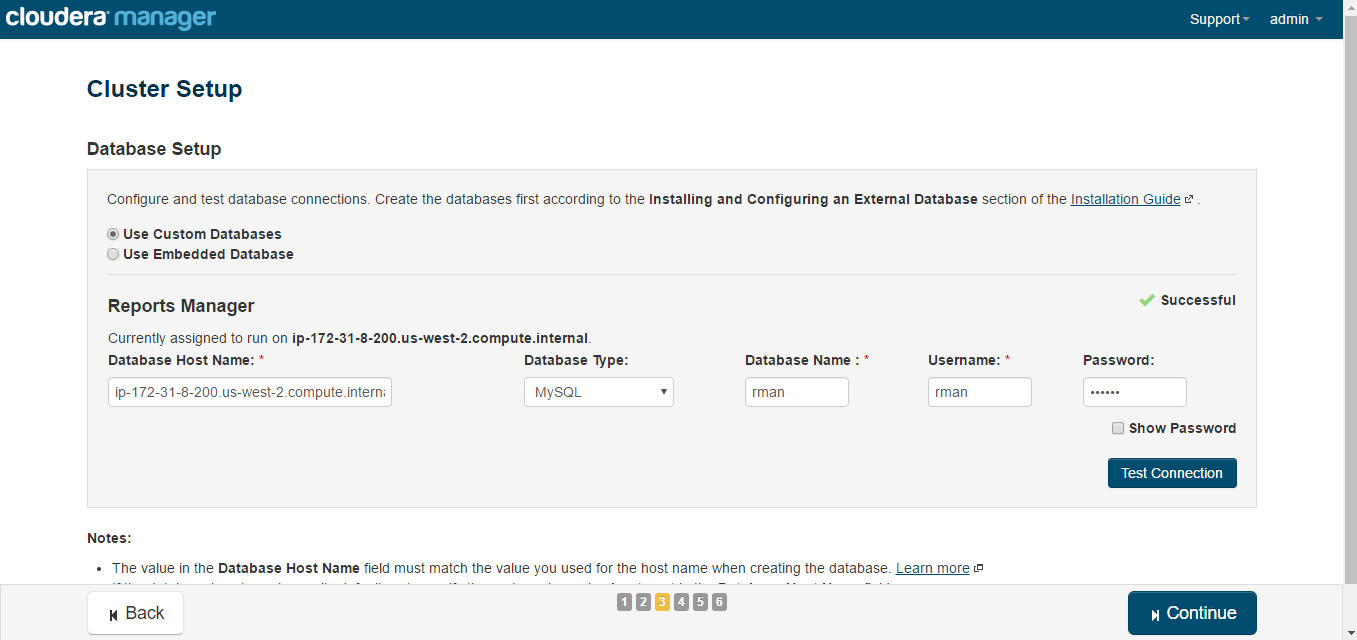 cloudera manager
Support
admin
Cluster Setup
Database Setup
Configure and test database connections. Create the databases first according to the Installing and Configuring an External Database section of the Installation Guide .
Use Custom Databases
Use Embedded Database
Reports Manager
Successful
Currently assigned to run on ip-172-31-8-200.us-west-2.compute.internal.
Database Host Name: * Database Type: Database Name : * Username: * Password:
ip-172-31-8-200.us-west-2.compute.interna MySQL rman rman ••••••
Show Password
Test Connection
Notes:
• The value in the Database Host Name field must match the value you used for the host name when creating the database. Learn more
Back
1 2 3 4 5 6
Continue